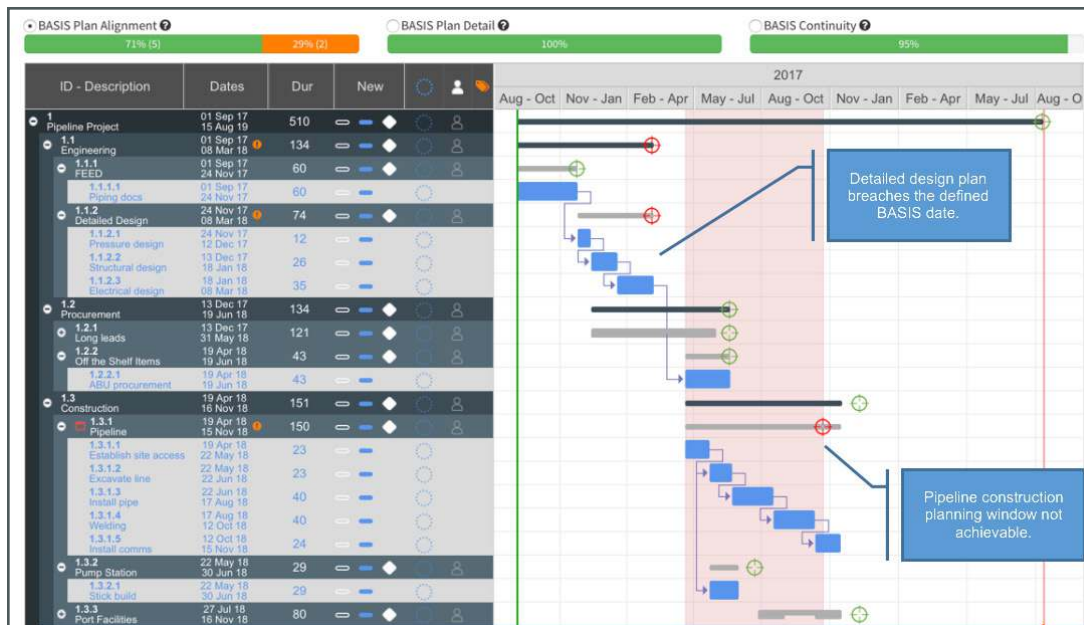 BASIS Plan Alignment BASIS Plan Detail BASIS Continuity
71% (5) 29% (2) 100% 95%
2017
ID - Description Dates Dur New
Aug - Oct Nov - Jan Feb - Apr May - Jul Aug - Oct Nov - Jan Feb - Apr May - Jul Aug - O
1 01 Sep 17
Pipeline Project 15 Aug 19 510
1.1 01 Sep 17
Engineering 08 Mar 18 134
1.1.1 01 Sep 17
FEED 24 Nov 17 60
1.1.1.1 01 Sep 17
Piping docs 24 Nov 17 60
1.1.2 24 Nov 17
Detailed Design 08 Mar 18 74
1.1.2.1 24 Nov 17
Pressure design 12 Dec 17 12
1.1.2.2 13 Dec 17
Structural design 18 Jan 18 26
1.1.2.3 18 Jan 18
Electrical design 08 Mar 18 35
1.2 13 Dec 17
Procurement 19 Jun 18 134
1.2.1 13 Dec 17
Long leads 31 May 18 121
1.2.2 19 Apr 18
Off the Shelf Items 19 Jun 18 43
1.2.2.1 19 Apr 18
ABU procurement 19 Jun 18 43
1.3 19 Apr 18
Construction 16 Nov 18 151
1.3.1 19 Apr 18
Pipeline 15 Nov 18 150
1.3.1.1 19 Apr 18
Establish site access 22 May 18 23
1.3.1.2 22 May 18
Excavate line 22 Jun 18 23
1.3.1.3 22 Jun 18
Install pipe 17 Aug 18 40
1.3.1.4 17 Aug 18
Welding 12 Oct 18 40
1.3.1.5 12 Oct 18
Install comms 15 Nov 18 24
1.3.2 22 May 18
Pump Station 30 Jun 18 29
1.3.2.1 22 May 18
Stick build 30 Jun 18 29
1.3.3 27 Jul 18
Port Facilities 16 Nov 18 80
Detailed design plan
breaches the defined
BASIS date.
Pipeline construction
planning window not
achievable.